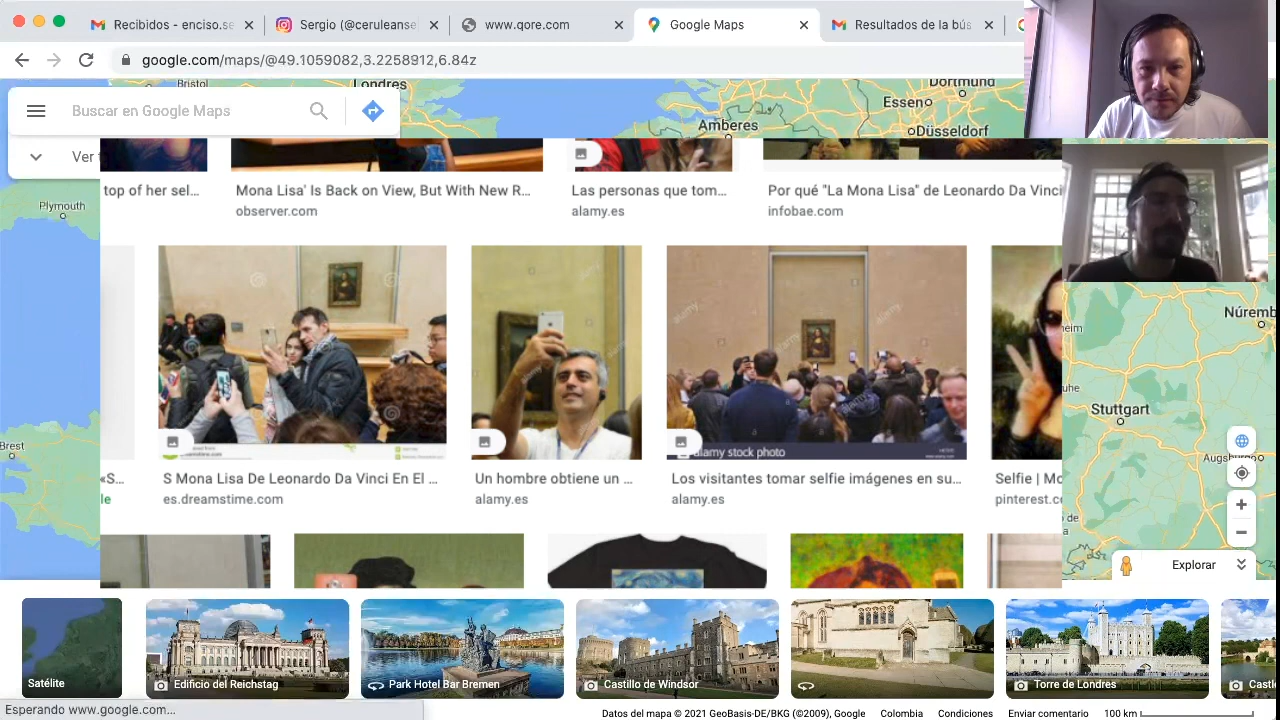 Recibidos - enciso.se
Sergio (@ceruleanse
www.qore.com
Google Maps
Resultados de la bús
google.com/maps/@49.1059082,3.2258912,6.84z
Bristol
Londres
Dortmund
Essen
Buscar en Google Maps
Amberes
Düsseldorf
Ver
top of her sel...
Mona Lisa' Is Back on View, But With New R...
Las personas que tom...
Por qué "La Mona Lisa" de Leonardo Da Vinci
observer.com
alamy.es
infobae.com
Plymouth
Núremb
heim
uhe
Stuttgart
Brest
Augsburgo
alamy stock photo
«S...
S Mona Lisa De Leonardo Da Vinci En El ...
Un hombre obtiene un ...
Los visitantes tomar selfie imágenes en su...
Selfie | Mo
le
es.dreamstime.com
alamy.es
alamy.es
pinterest.co
o de
a
Explorar
Satélite
Edificio del Reichstag
Park Hotel Bar Bremen
Castillo de Windsor
Torre de Londres
Castl
Esperando www.google.com...
Datos del mapa © 2021 GeoBasis-DE/BKG (©2009), Google
Colombia
Condiciones
Enviar comentario
100 km